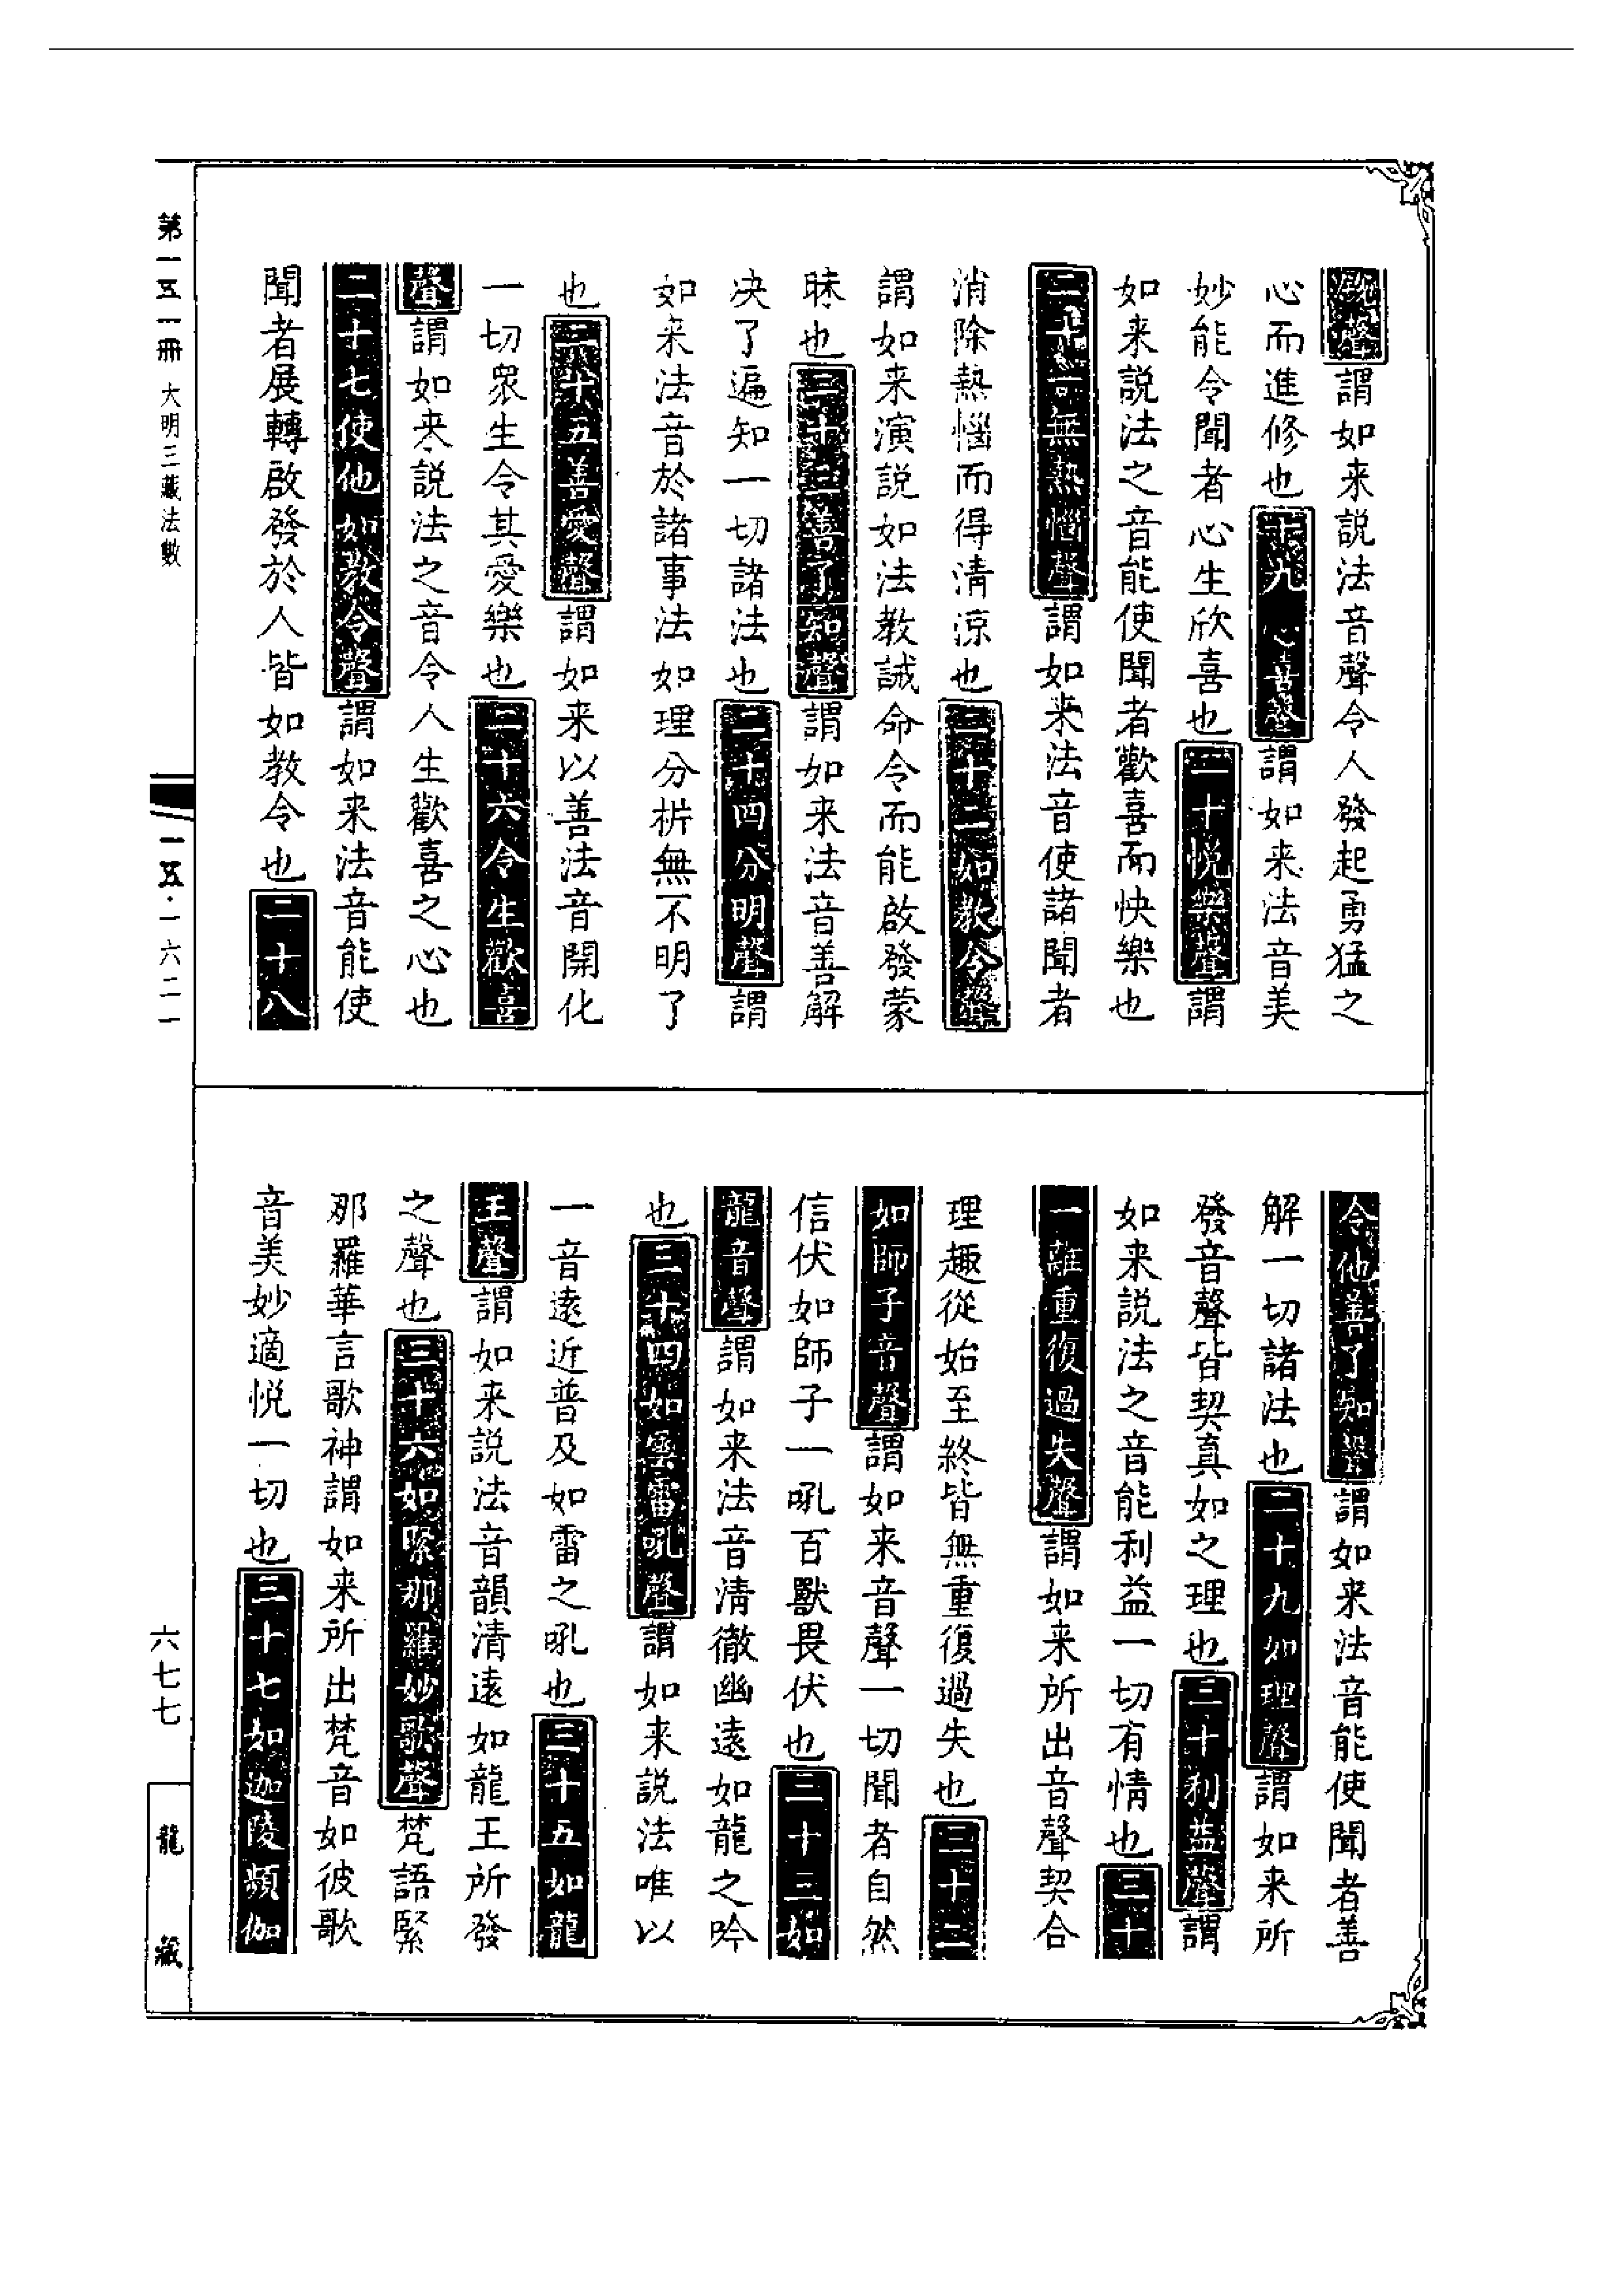 聲謂如来説法音聲令人發起勇猛之
心而進修也十九心喜聲謂如来法音美
妙能令聞者心生欣喜也二十悦樂聲謂
如来説法之音能使聞者歡喜而快樂也
二十一無熱惱聲謂如来法音使諸聞者
消除熱惱而得清涼也二十二如教令聲
謂如来演説如法教誡命令而能啟發蒙
昧也二十三善了知聲謂如来法音善解
决了遍知一切諸法也二十四分明聲謂
如来法音於諸事法如理分析無不明了
也二十五善愛聲謂如来以善法音開化
一切眾生令其愛樂也二十六令生歡喜
聲謂如来説法之音令人生歡喜之心也
二十七使他如教令聲謂如来法音能使
聞者展轉啟發於人皆如教令也二十八
令他善了知聲謂如来法音能使聞者善
解一切諸法也二十九如理聲謂如来所
發音聲皆契真如之理也三十利益聲謂
如来説法之音能利益一切有情也三十
一離重復過失聲謂如来所出音聲契合
理趣從始至終皆無重復過失也三十二
如師子音聲謂如来音聲一切聞者自然
信伏如師子一吼百獸畏伏也三十三如
龍音聲謂如来法音清徹幽遠如龍之吟
也三十四如雲雷吼聲謂如来説法唯以
一音遠近普及如雷之吼也三十五如龍
王聲謂如来説法音韻清遠如龍王所發
之聲也三十六如緊那羅妙歌聲梵語緊
那羅華言歌神謂如来所出梵音如彼歌
音美妙適悦一切也三十七如迦陵頻伽
第一五一冊 大明三藏法數
一五·一六二一
六七七
龍藏